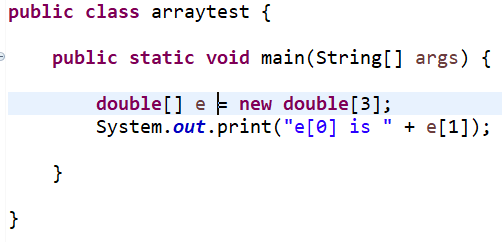 public class arraytest {
public static void main(String[] args) {
double[] e = new double[3];
System.out.print("e[0] is " + e[1]);
}
}